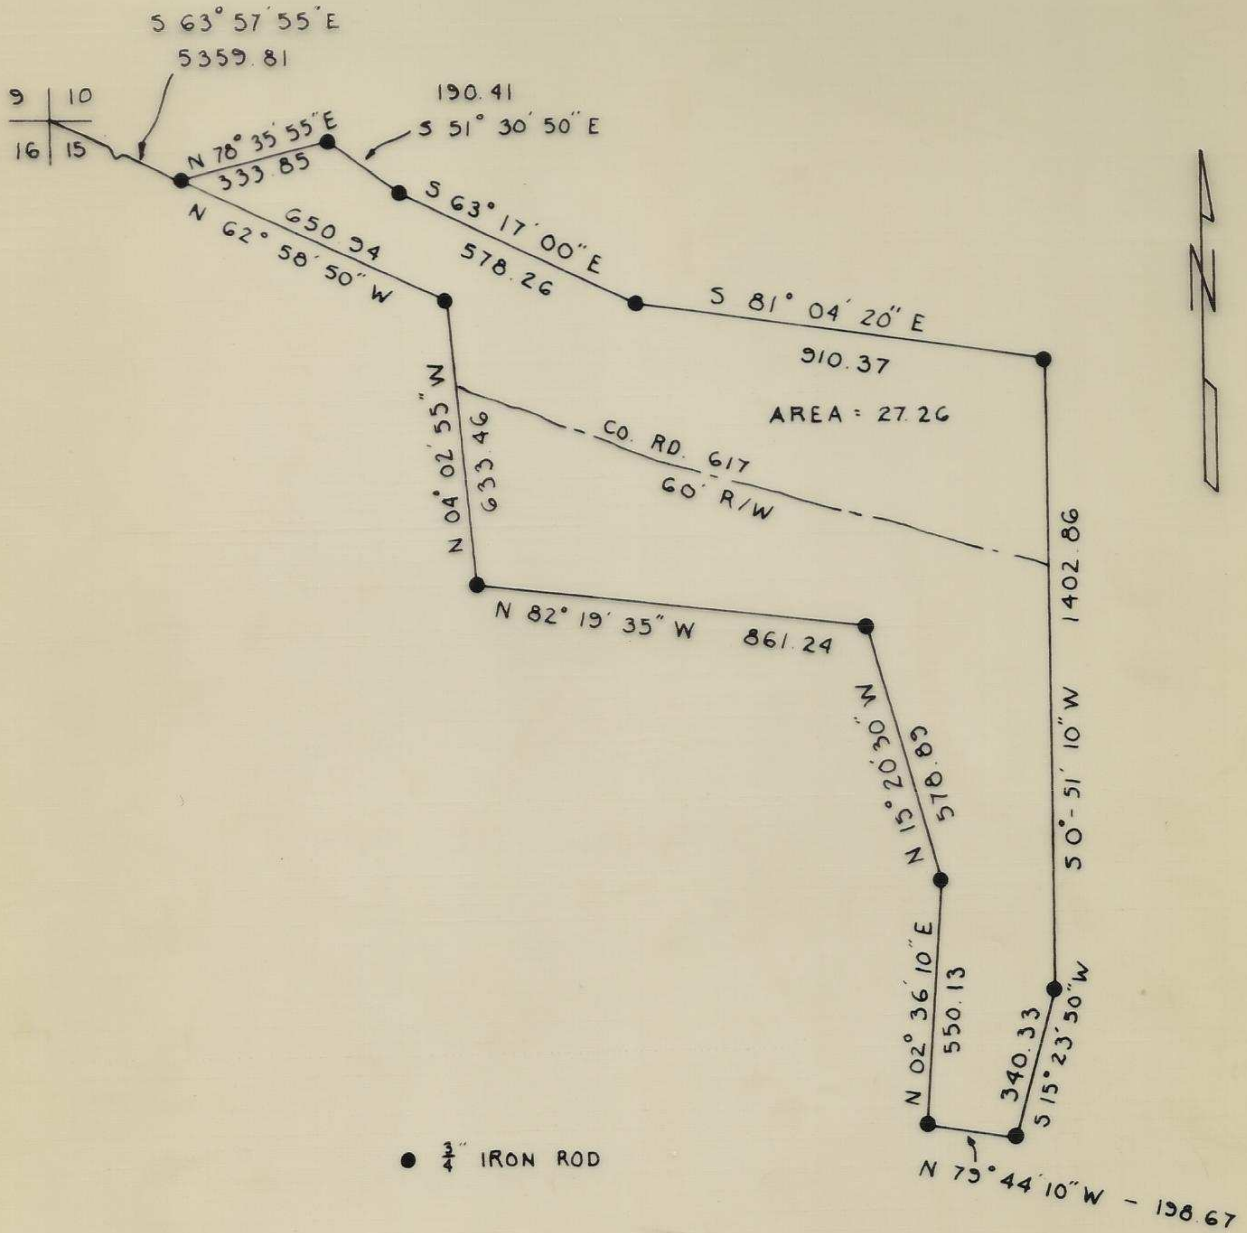 S 63° 57' 55" E
5359.81
9 10
16 15
190.41
S 51° 30' 50" E
N 78° 35' 55" E
333.85
650.94
N 62° 58' 50" W
S 63° 17' 00" E
578.26
S 81° 04' 20" E
910.37
AREA = 27.26
N
CO. RD. 617
60' R/W
N 04° 02' 55" W
633.46
1402.86
S 0°- 51' 10" W
N 82° 19' 35" W 861.24
N 15° 20' 30" W
578.89
N 02° 36' 10" E
550.13
340.33
S 15° 23' 50" W
3/4" IRON ROD
N 79° 44' 10" W - 198.67